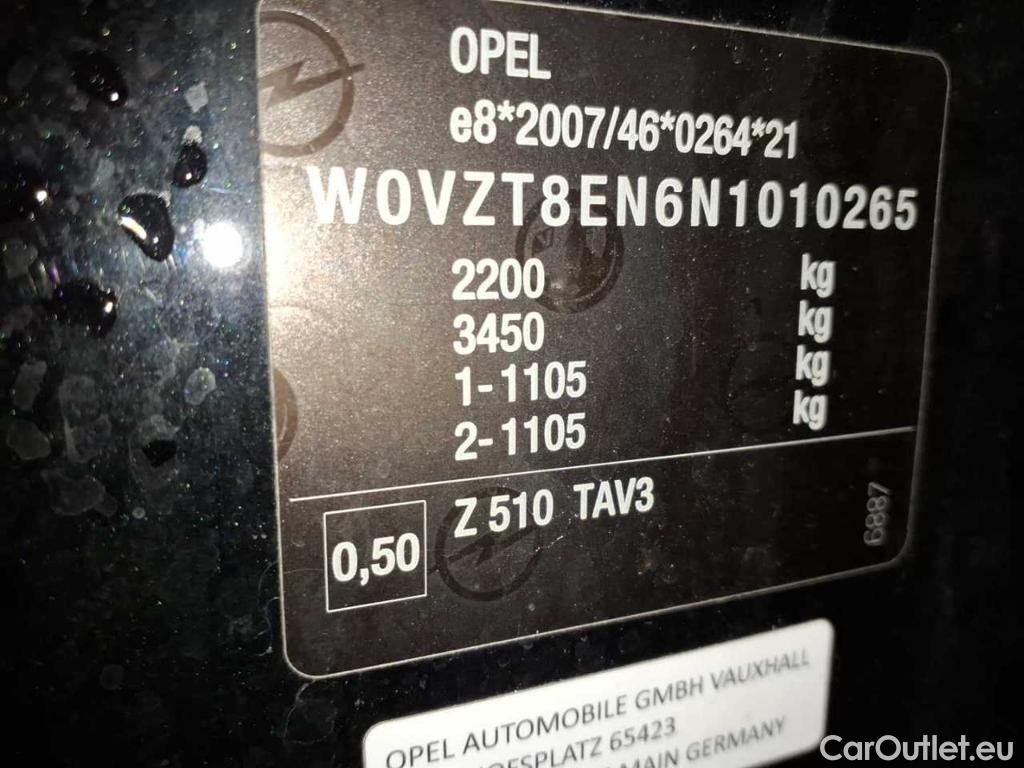 OPEL
e8*2007/46*0264*21
W0VZT8EN6N1010265
2200 kg
3450 kg
1-1105 kg
2-1105 kg
0,50
Z 510 TAV3
6887
OPEL AUTOMOBILE GMBH VAUXHALL
65423
MAIN GERMANY
CarOutlet.eu